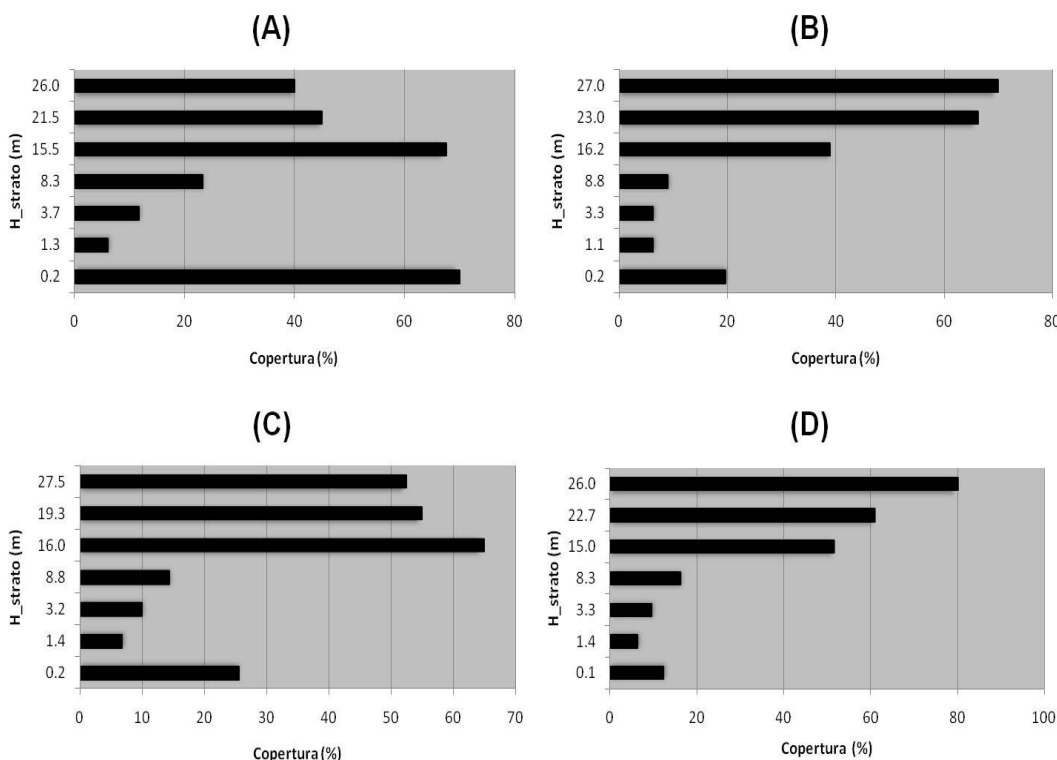 (A)
H_strato (m)
26.0
21.5
15.5
8.3
3.7
1.3
0.2
0 20 40 60 80
Copertura (%)
(B)
H_strato (m)
27.0
23.0
16.2
8.8
3.3
1.1
0.2
0 20 40 60 80
Copertura (%)
(C)
H_strato (m)
27.5
19.3
16.0
8.8
3.2
1.4
0.2
0 10 20 30 40 50 60 70
Copertura (%)
(D)
H_strato (m)
26.0
22.7
15.0
8.3
3.3
1.4
0.1
0 20 40 60 80 100
Copertura (%)